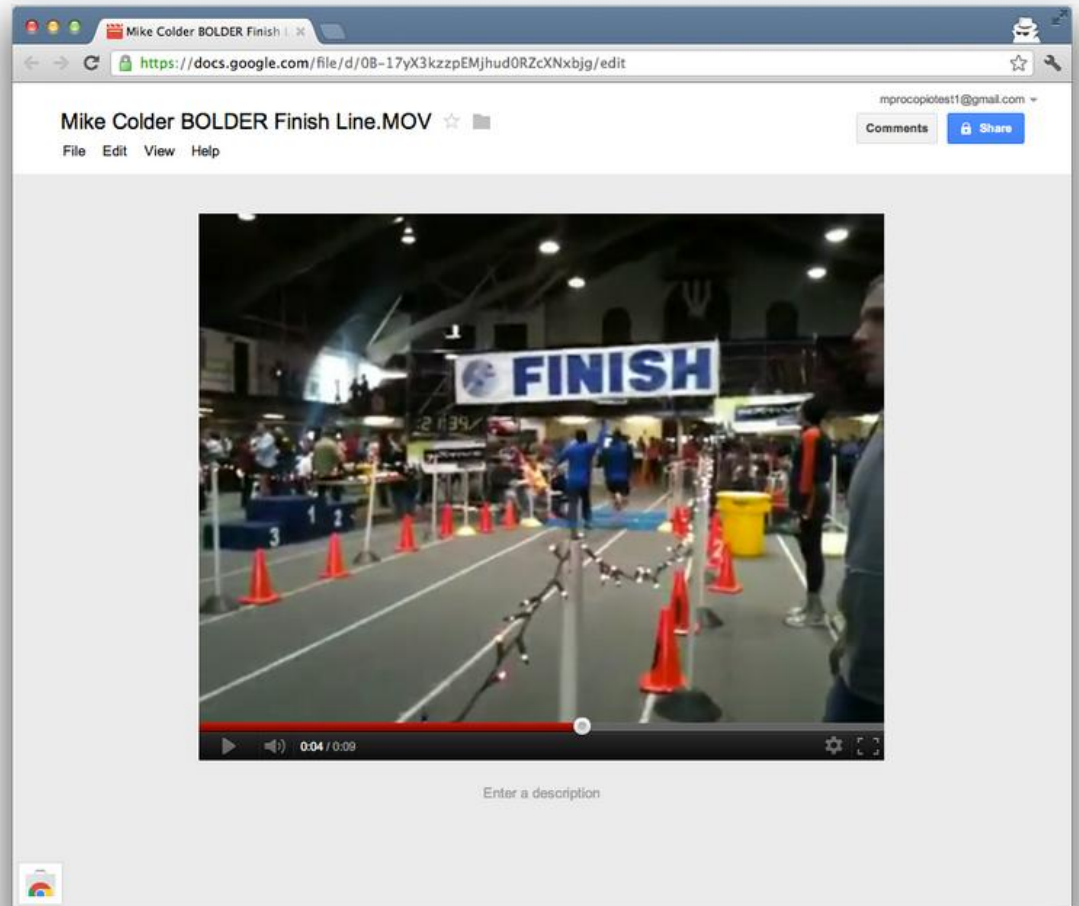 Mike Colder BOLDER Finish L
https://docs.google.com/file/d/0B-17yX3kzzpEMjhud0RZcXNxbjg/edit
mprocopiotest1@gmail.com
Mike Colder BOLDER Finish Line.MOV
Comments
Share
File Edit View Help
FINISH
1
2
3
2
0:04 / 0:09
Enter a description